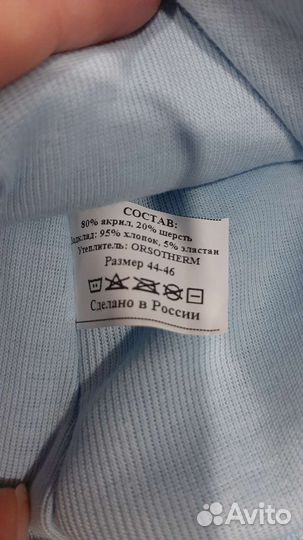 СОСТАВ:
80% акрил, 20% шерсть
Подклад: 95% хлопок, 5% эластан
Утеплитель: ORSOTHERM
Размер 44-46
Сделано в России
Avito